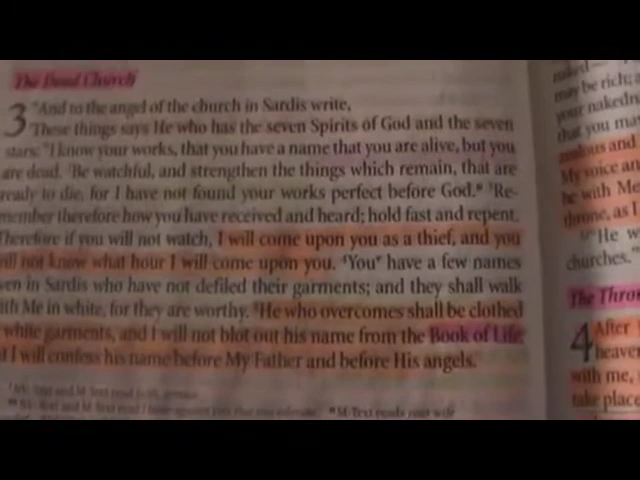 The Dead Church
3 "And to the angel of the church in Sardis write,
'These things says He who has the seven Spirits of God and the seven
stars: "I know your works, that you have a name that you are alive, but you
are dead. 2Be watchful, and strengthen the things which remain, that are
ready to die, for I have not found your works perfect before God.** 3Re-
member therefore how you have received and heard; hold fast and repent.
Therefore if you will not watch, I will come upon you as a thief, and you
will not know what hour I will come upon you. 4You* have a few names
ven in Sardis who have not defiled their garments; and they shall walk
ith Me in white, for they are worthy. 5He who overcomes shall be clothed
white garments, and I will not blot out his name from the Book of Life
t I will confess his name before My Father and before His angels.
may be rich; a
your nakedn
that you ma
zealous and
My voice an
he with Me
throne, as I
"He w
churches."
The Thron
4 After
heaven
with me,
take place